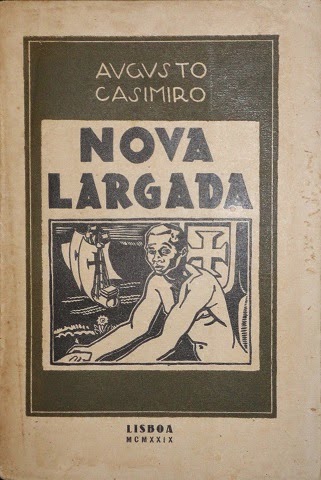 AVGVSTO
CASIMIRO
NOVA
LARGADA
LISBOA
MCMXXIX